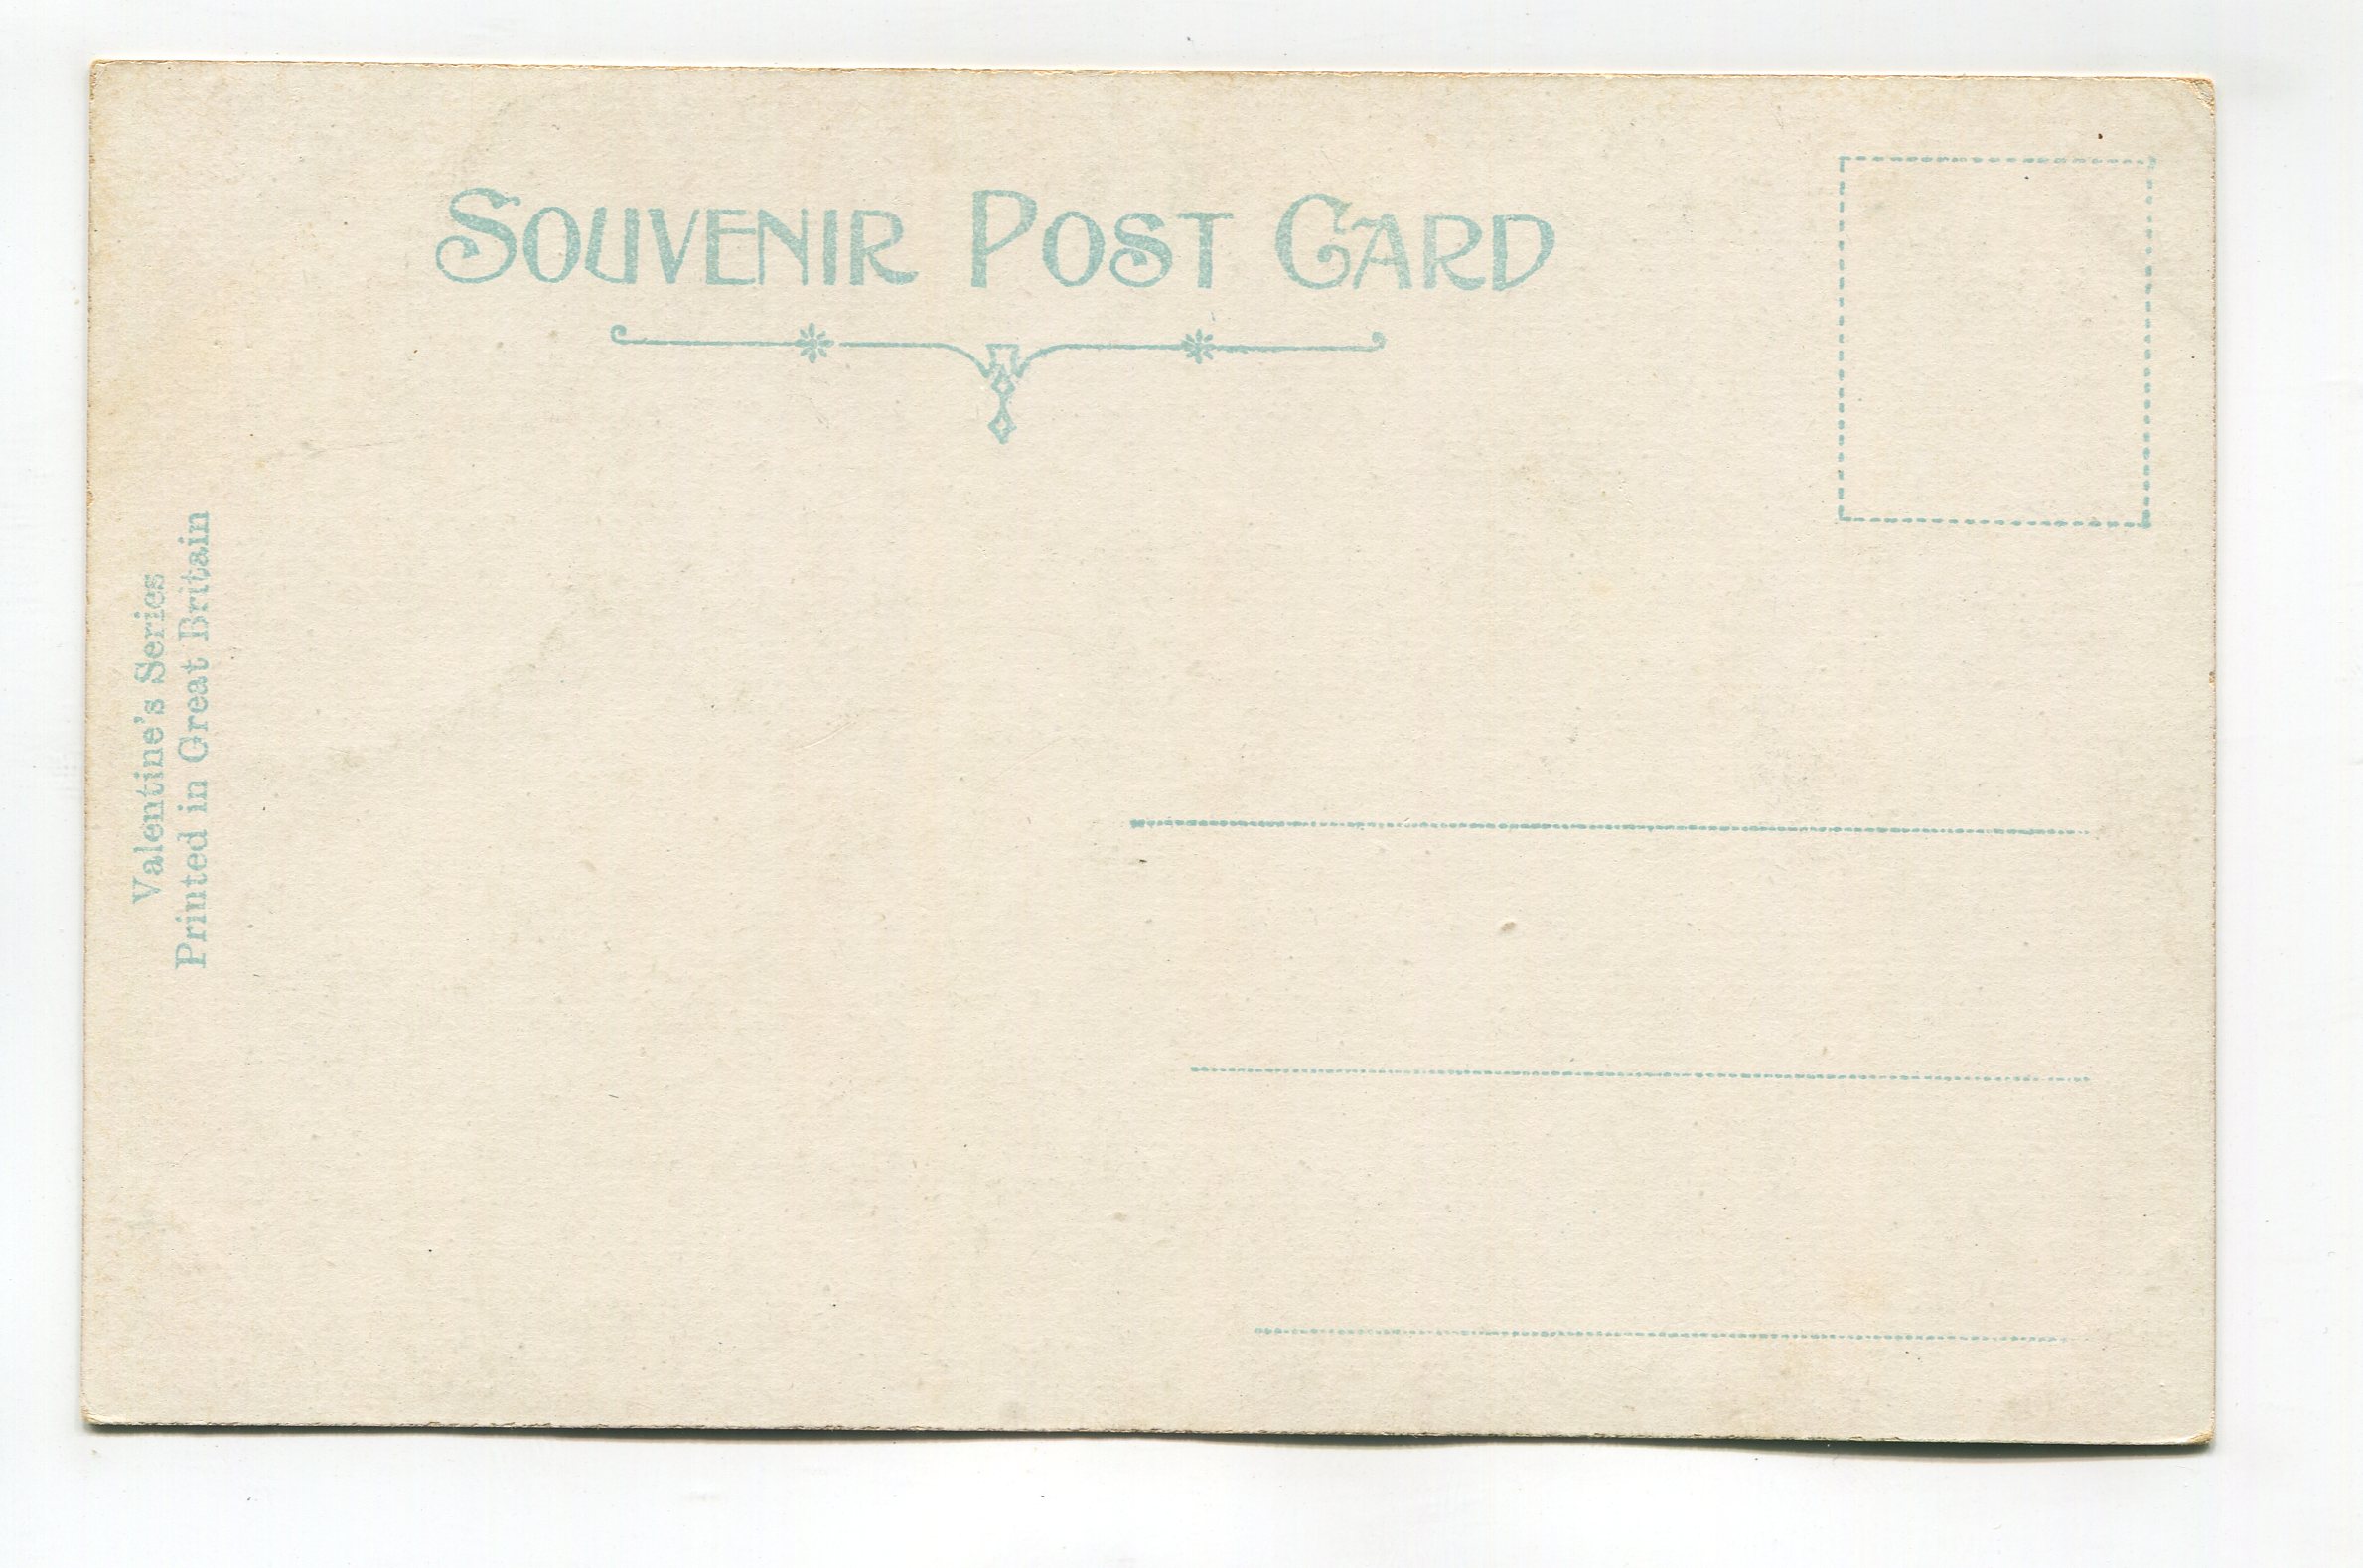 SOUVENIR POST CARD
Valentine's Series
Printed in Great Britain